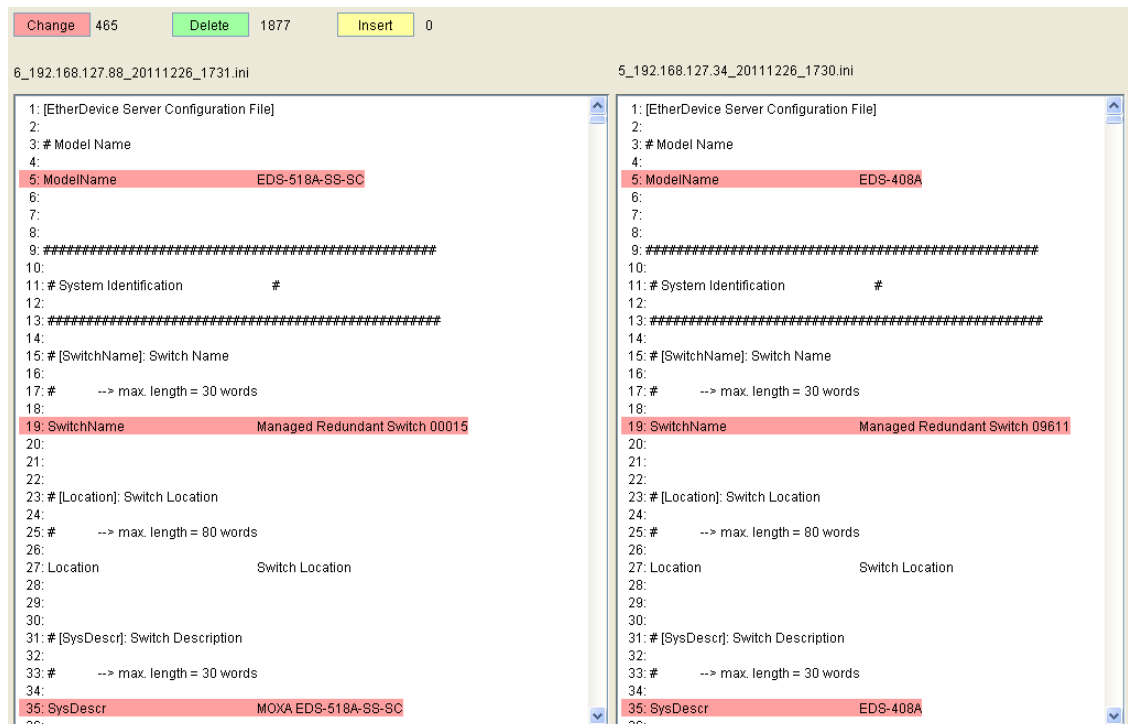 Change 465 Delete 1877 Insert 0
6_192.168.127.88_20111226_1731.ini
1: [EtherDevice Server Configuration File]
2:
3: # Model Name
4:
5: ModelName EDS-518A-SS-SC
6:
7:
8:
9: ##################################################
10:
11: # System Identification #
12:
13: ##################################################
14:
15: # [SwitchName]: Switch Name
16:
17: # --> max. length = 30 words
18:
19: SwitchName Managed Redundant Switch 00015
20:
21:
22:
23: # [Location]: Switch Location
24:
25: # --> max. length = 80 words
26:
27: Location Switch Location
28:
29:
30:
31: # [SysDescr]: Switch Description
32:
33: # --> max. length = 30 words
34:
35: SysDescr MOXA EDS-518A-SS-SC
5_192.168.127.34_20111226_1730.ini
1: [EtherDevice Server Configuration File]
2:
3: # Model Name
4:
5: ModelName EDS-408A
6:
7:
8:
9: ##################################################
10:
11: # System Identification #
12:
13: ##################################################
14:
15: # [SwitchName]: Switch Name
16:
17: # --> max. length = 30 words
18:
19: SwitchName Managed Redundant Switch 09611
20:
21:
22:
23: # [Location]: Switch Location
24:
25: # --> max. length = 80 words
26:
27: Location Switch Location
28:
29:
30:
31: # [SysDescr]: Switch Description
32:
33: # --> max. length = 30 words
34:
35: SysDescr EDS-408A